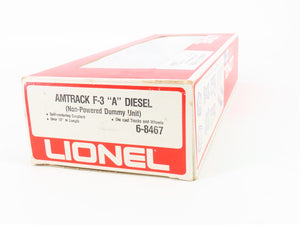 AMTRACK F-3 "A" DIESEL
(Non-Powered Dummy Unit)
• Self-centering Couplers • Die cast Trucks and Wheels
• Over 12" in Length
6-8467
LIONEL